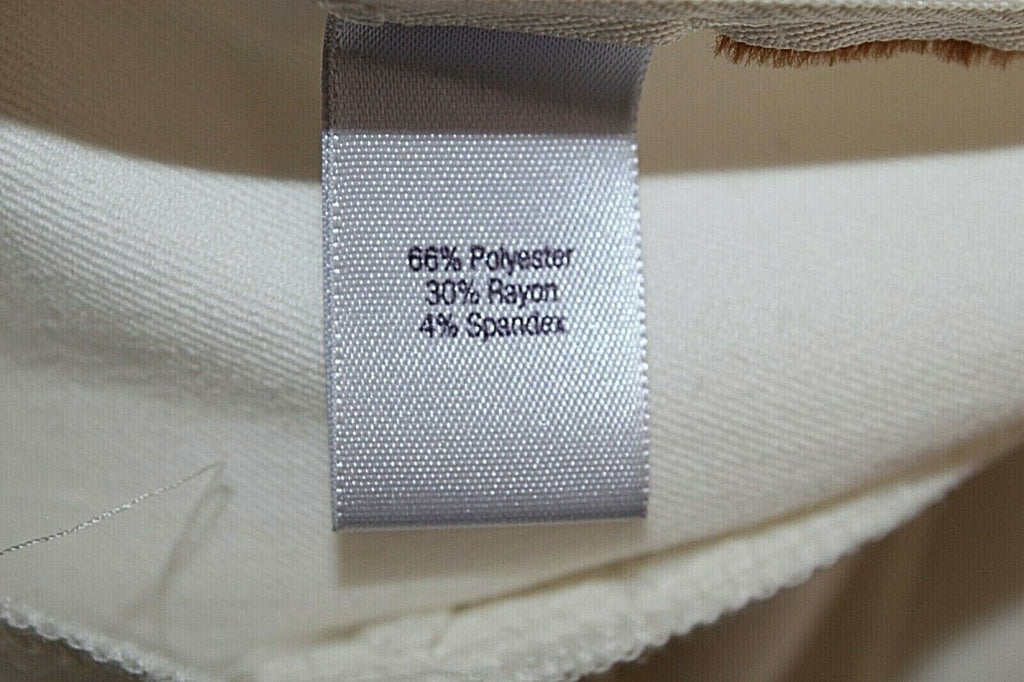 66% Polyester
30% Rayon
4% Spandex